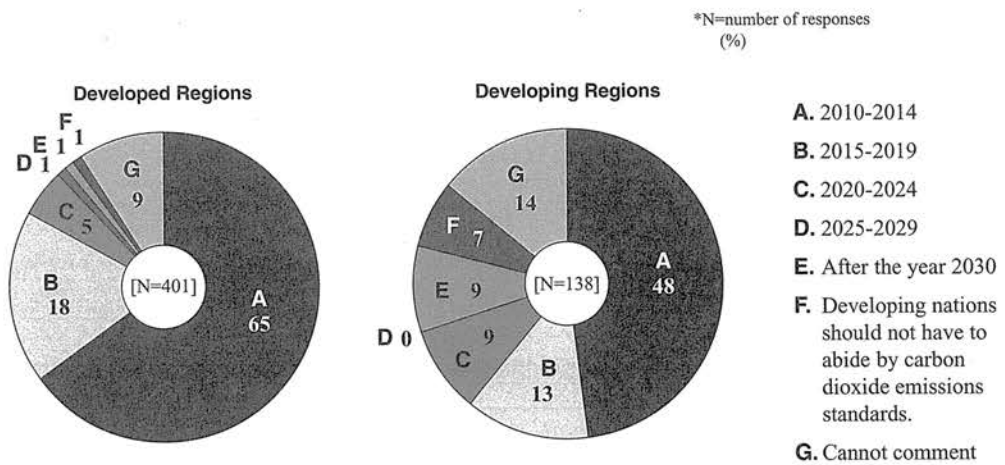 *N=number of responses
(%)
Developed Regions
F 1
E 1
D 1
G
9
C 5
B
18
[N=401]
A
65
Developing Regions
G
14
F 7
E 9
D 0
C 9
B
13
[N=138]
A
48
A. 2010-2014
B. 2015-2019
C. 2020-2024
D. 2025-2029
E. After the year 2030
F. Developing nations
should not have to
abide by carbon
dioxide emissions
standards.
G. Cannot comment